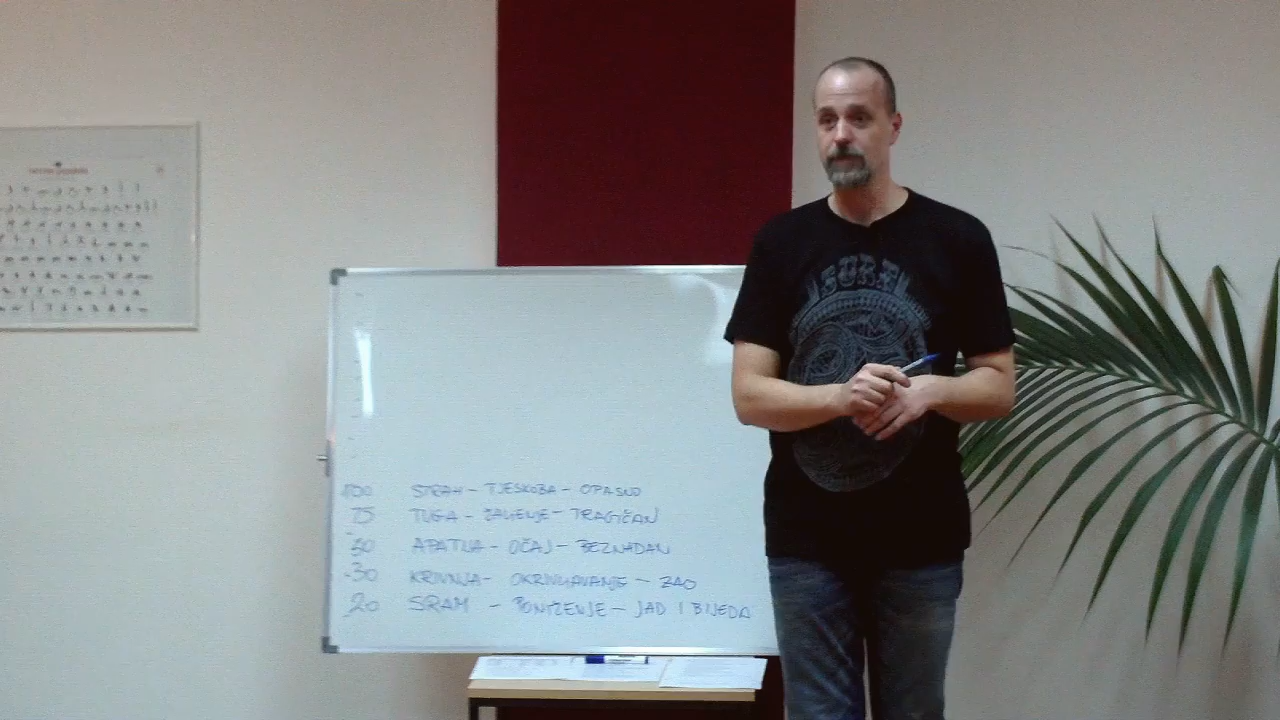 SURF
100 STRAH - TJESKOBA - OPASNO
75 TUGA - ŽALJENJE - TRAGIČAN
50 APATIJA - OČAJ - BEZNADAN
30 KRIVNJA - OKRIVLJAVANJE - ZAO
20 SRAM - PONIŽENJE - JAD I BIJEDA